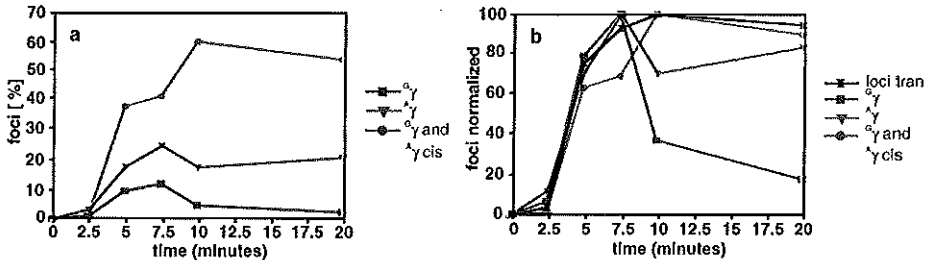 a
foci [ %]
70
60
50
40
30
20
10
0
0 2.5 5 7.5 10 12.5 15 17.5 20
time (minutes)
Gγ
Aγ
Gγ and
Aγ cis
b
foci normalized
100
80
60
40
20
0
0 2.5 5 7.5 10 12.5 15 17.5 20
time (minutes)
foci tran
Gγ
Aγ
Gγ and
Aγ cis